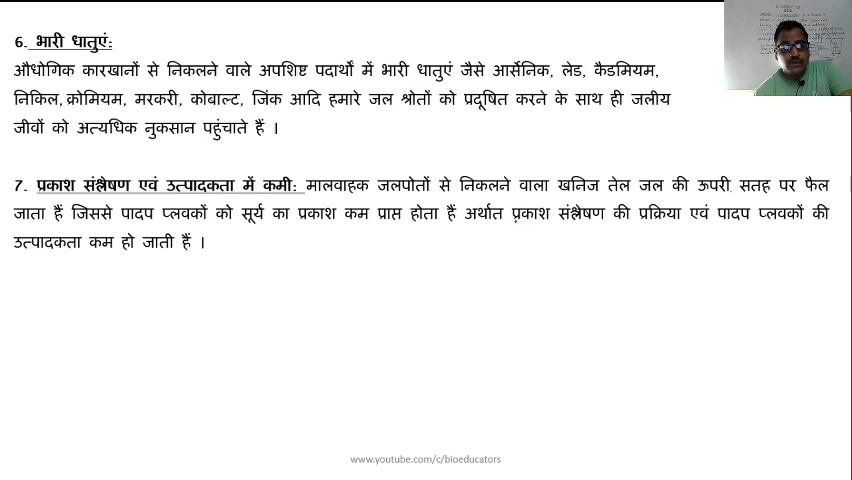 6. भारी धातुएं:
औधोगिक कारखानों से निकलने वाले अपशिष्ट पदार्थों में भारी धातुएं जैसे आर्सेनिक, लेड, कैडमियम,
निकिल, क्रोमियम, मरकरी, कोबाल्ट, जिंक आदि हमारे जल श्रोतों को प्रदूषित करने के साथ ही जलीय
जीवों को अत्यधिक नुकसान पहुंचाते हैं ।
7. प्रकाश संश्लेषण एवं उत्पादकता में कमी: मालवाहक जलपोतों से निकलने वाला खनिज तेल जल की ऊपरी सतह पर फैल
जाता हैं जिससे पादप प्लवकों को सूर्य का प्रकाश कम प्राप्त होता हैं अर्थात प्रकाश संश्लेषण की प्रक्रिया एवं पादप प्लवकों की
उत्पादकता कम हो जाती हैं ।
www.youtube.com/c/bioeducators